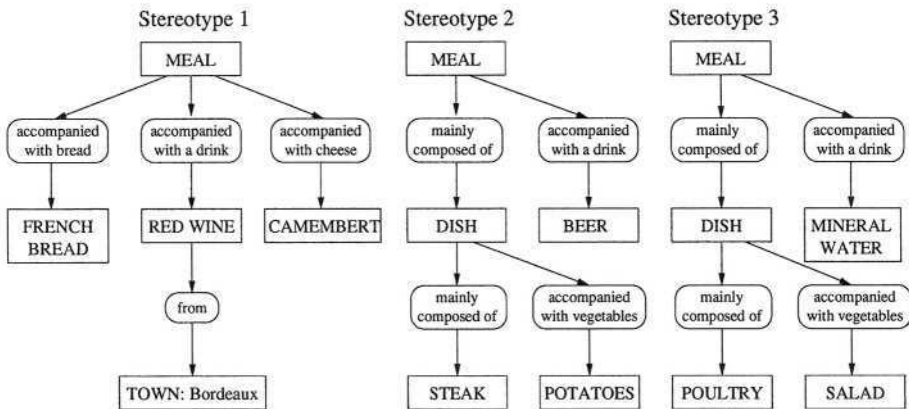 Stereotype 1
Stereotype 2
Stereotype 3
MEAL
MEAL
MEAL
accompanied
with bread
accompanied
with a drink
accompanied
with cheese
mainly
composed of
accompanied
with a drink
mainly
composed of
accompanied
with a drink
FRENCH
BREAD
RED WINE
CAMEMBERT
DISH
BEER
DISH
MINERAL
WATER
from
mainly
composed of
accompanied
with vegetables
mainly
composed of
accompanied
with vegetables
TOWN: Bordeaux
STEAK
POTATOES
POULTRY
SALAD